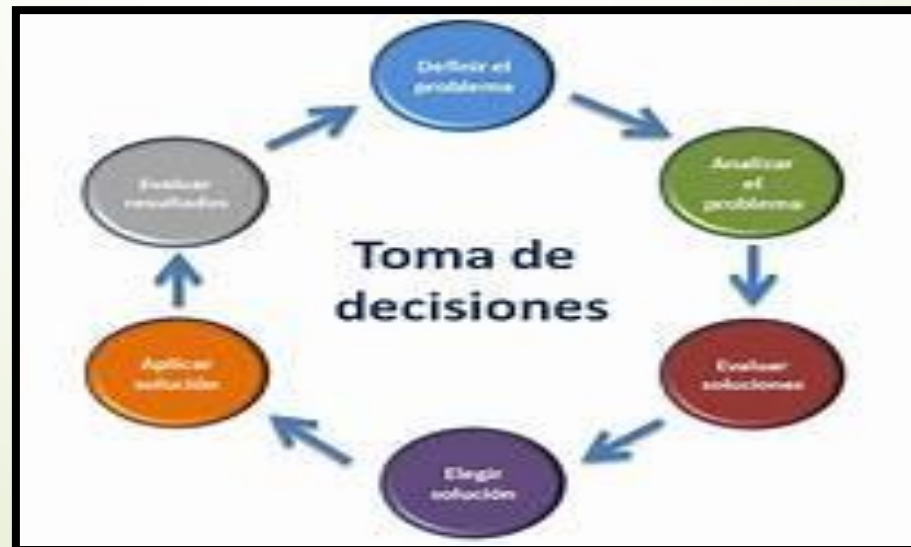 Definir el
problema
Analizar
el
problema
Evaluar
soluciones
Elegir
solución
Aplicar
solución
Evaluar
resultados
Toma de
decisiones